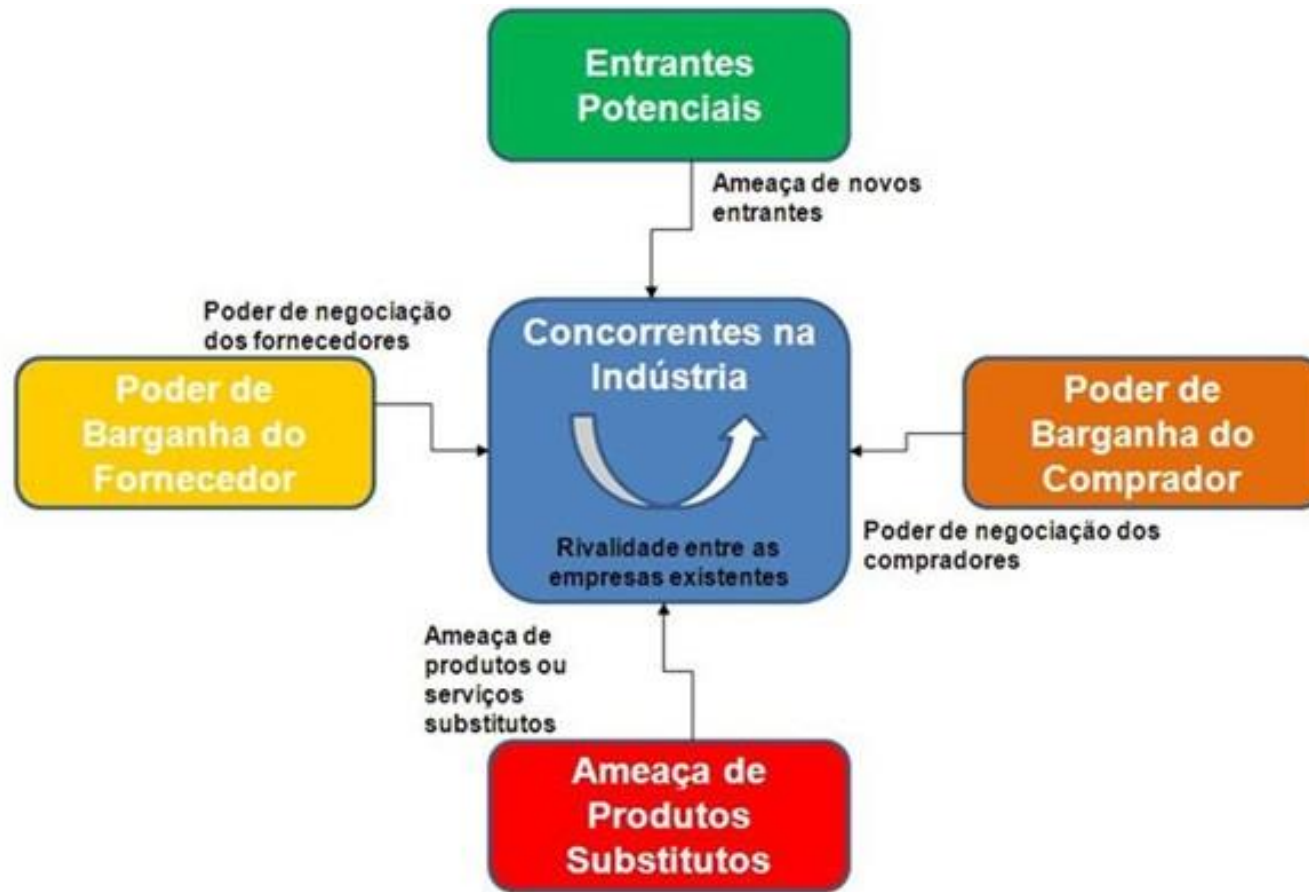 Entrantes
Potenciais
Ameaça de novos
entrantes
Poder de negociação
dos fornecedores
Poder de
Barganha do
Fornecedor
Concorrentes na
Indústria
Rivalidade entre as
empresas existentes
Poder de
Barganha do
Comprador
Poder de negociação dos
compradores
Ameaça de
produtos ou
serviços
substitutos
Ameaça de
Produtos
Substitutos